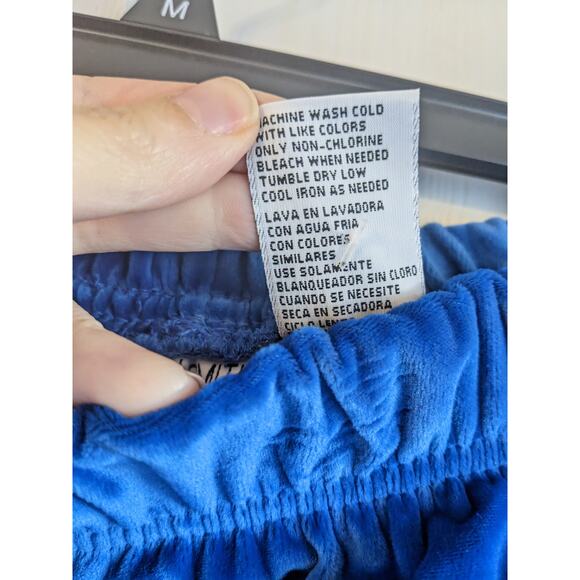 M
MACHINE WASH COLD
WITH LIKE COLORS
ONLY NON-CHLORINE
BLEACH WHEN NEEDED
TUMBLE DRY LOW
COOL IRON AS NEEDED
LAVA EN LAVADORA
CON AGUA FRIA
CON COLORES
SIMILARES
USE SOLAMENTE
BLANQUEADOR SIN CLORO
CUANDO SE NECESITE
SECA EN SECADORA
CICLO LENTO